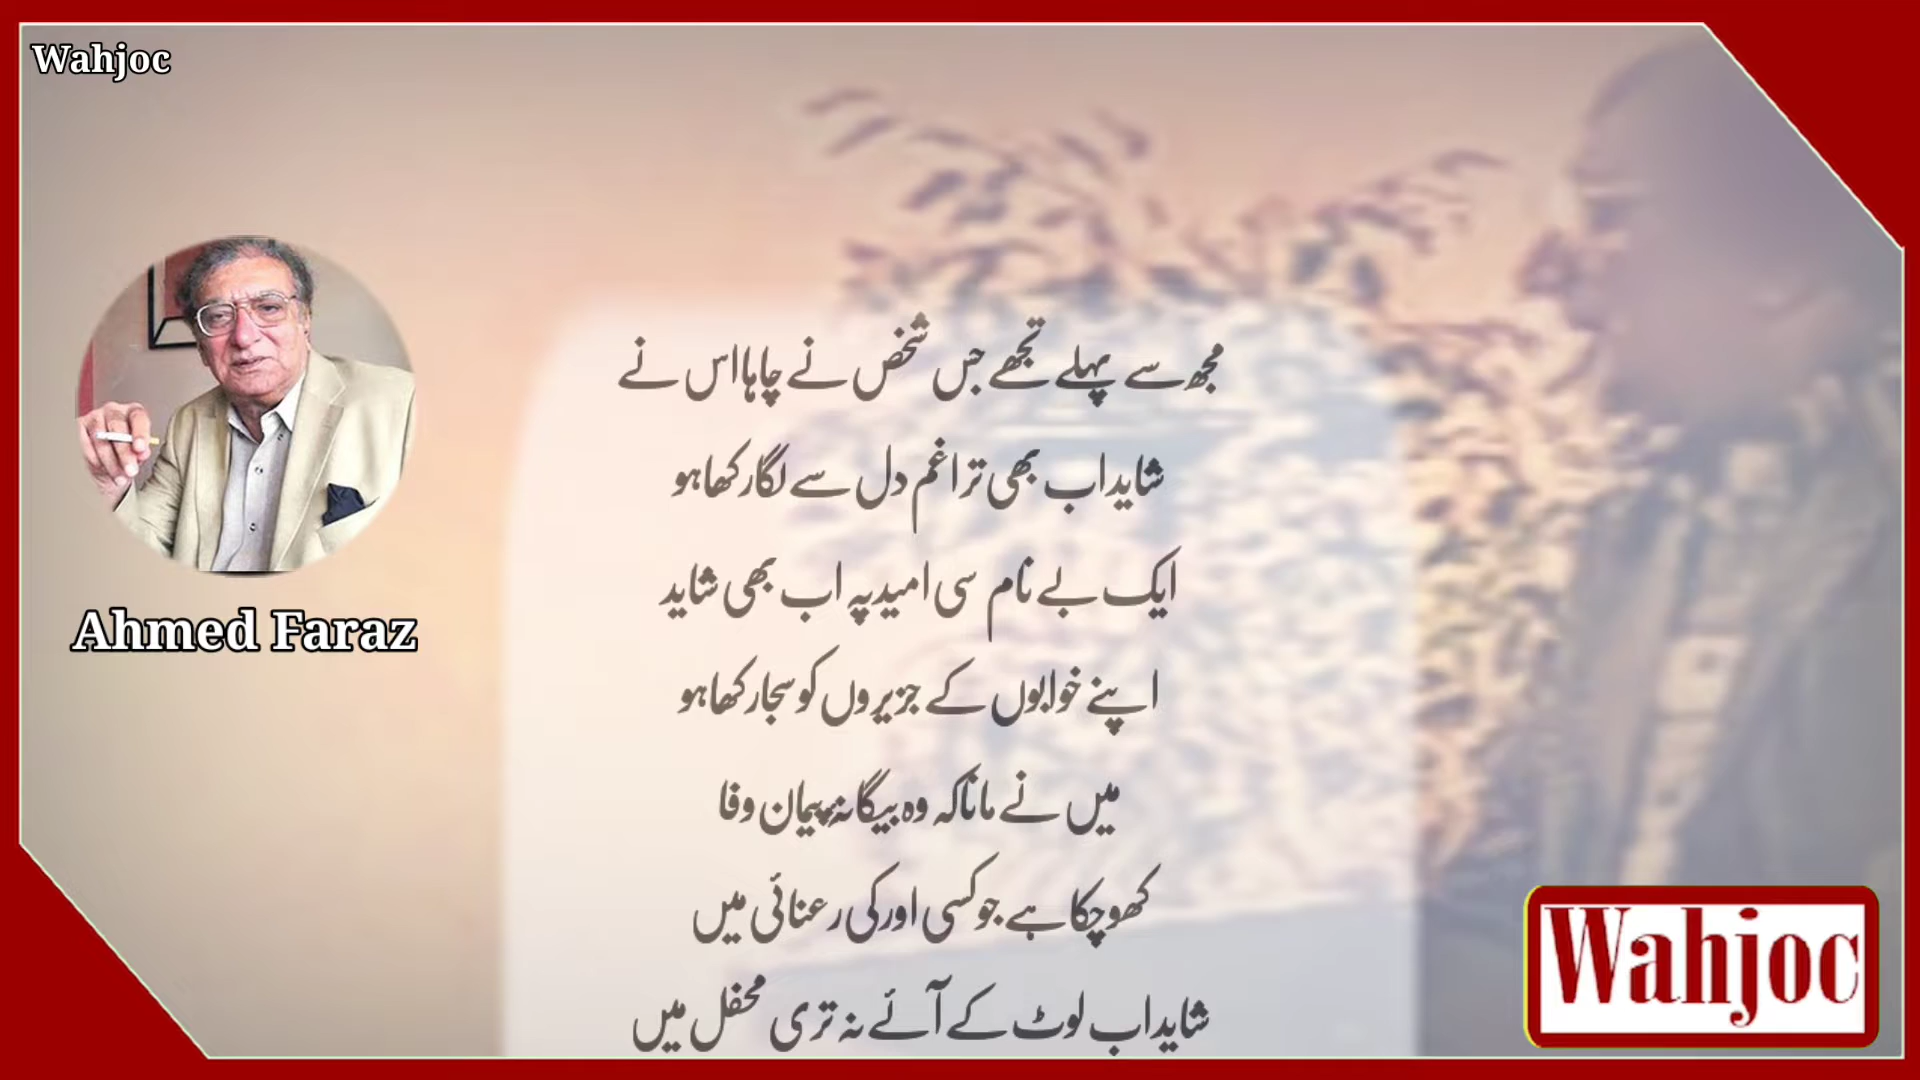 Wahjoc
مجھ سے پہلے تجھے جس شخص نے چاہا اس نے
شاید اب بھی ترا غم دل سے لگا رکھا ہو
ایک بے نام سی امید پہ اب بھی شاید
اپنے خوابوں کے جزیروں کو سجا رکھا ہو
میں نے مانا کہ وہ بیگانۂ پیمان وفا
کھو چکا ہے جو کسی اور کی رعنائی میں
شاید اب لوٹ کے آئے نہ تری محفل میں
Ahmed Faraz
Wahjoc